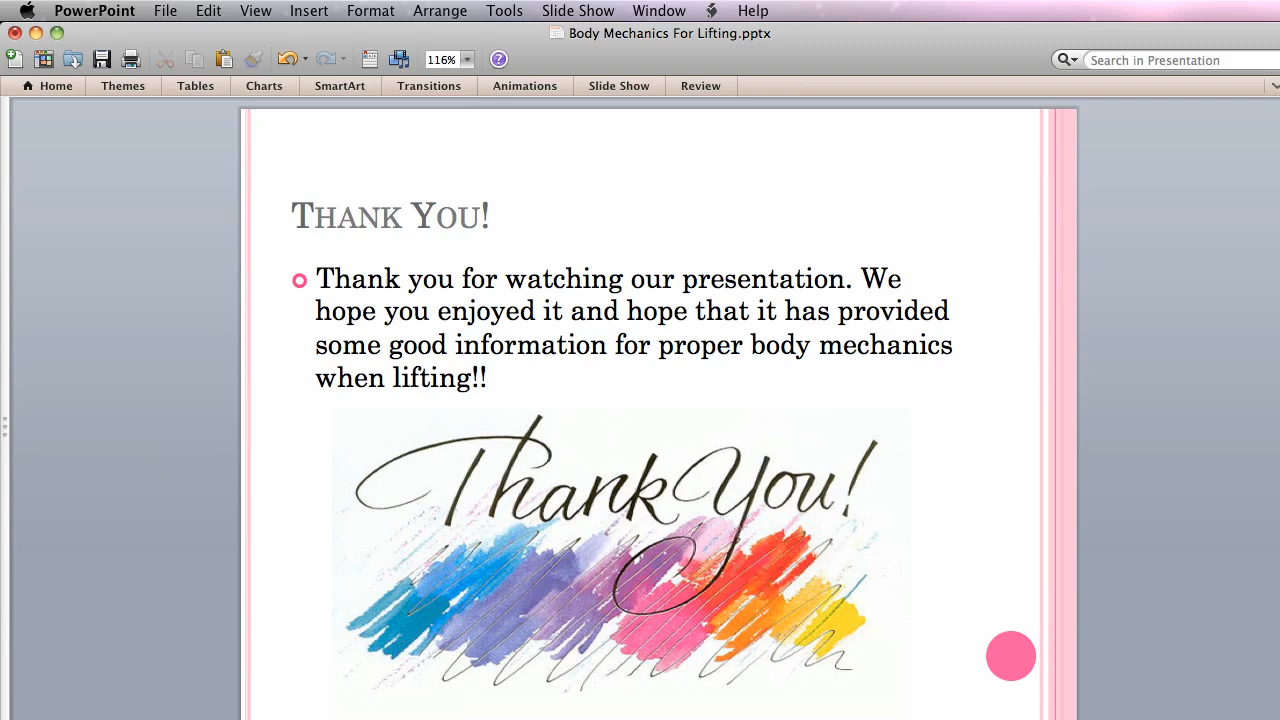 PowerPoint File Edit View Insert Format Arrange Tools Slide Show Window Help
Body Mechanics For Lifting.pptx
116% ? Search in Presentation
Home Themes Tables Charts SmartArt Transitions Animations Slide Show Review
THANK YOU!
Thank you for watching our presentation. We
hope you enjoyed it and hope that it has provided
some good information for proper body mechanics
when lifting!!
Thank You!